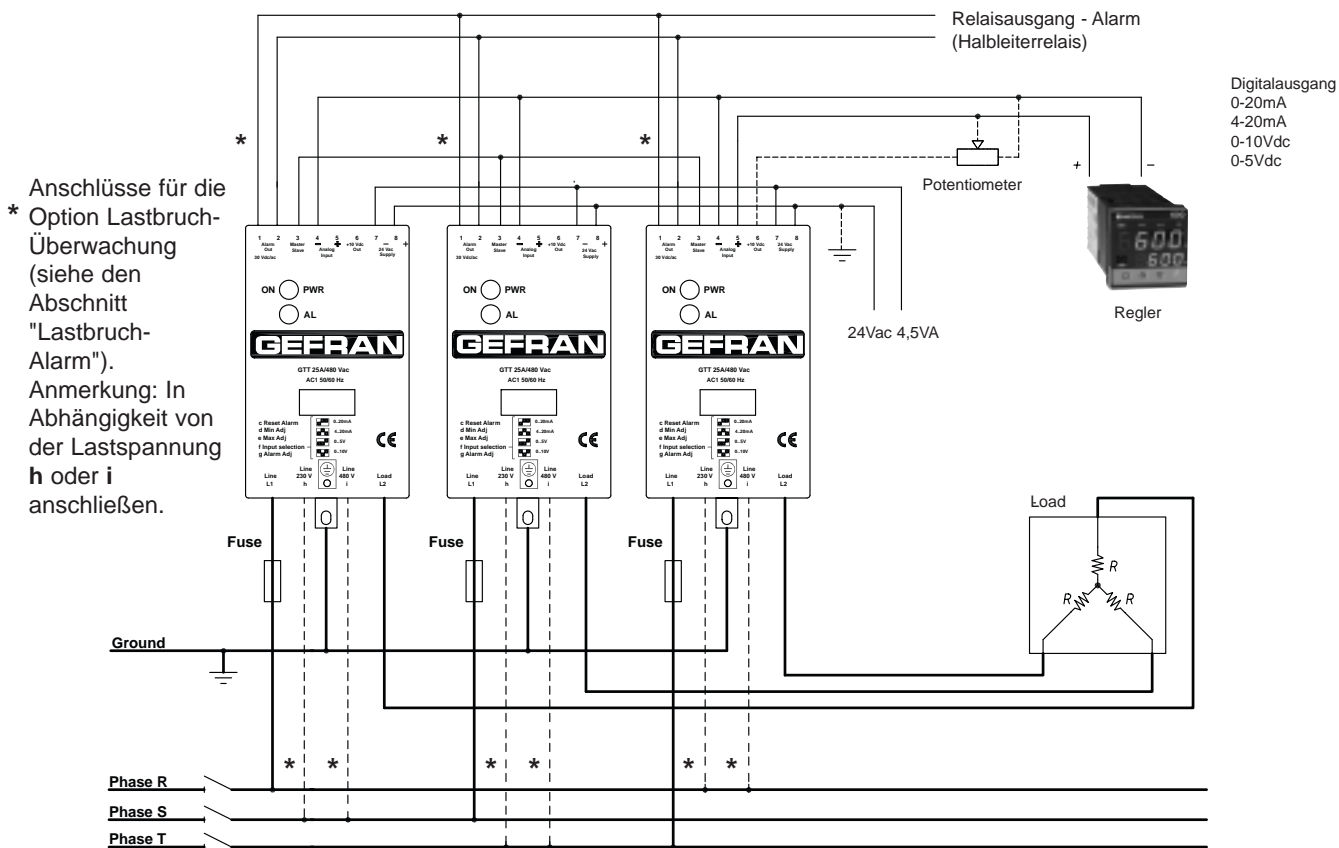 Relaisausgang - Alarm
(Halbleiterrelais)
Digitalausgang
0-20mA
4-20mA
0-10Vdc
0-5Vdc
*
*
*
+
−
Potentiometer
Regler
600
600
24Vac 4,5VA
Anschlüsse für die
* Option Lastbruch-
Überwachung
(siehe den
Abschnitt
"Lastbruch-
Alarm").
Anmerkung: In
Abhängigkeit von
der Lastspannung
h oder i
anschließen.
1 2 3 4 5 6 7 8
Alarm Out Master Slave − Analog Input + +10 Vdc Out − 24 Vac Supply +
30 Vdc/ac
ON PWR
AL
GEFRAN
GTT 25A/480 Vac
AC1 50/60 Hz
c Reset Alarm
d Min Adj
e Max Adj
f Input selection
g Alarm Adj
0..20mA
4..20mA
0..5V
0..10V
CE
Line L1
Line 230 V h
Line 480 V i
Load L2
1 2 3 4 5 6 7 8
Alarm Out Master Slave − Analog Input + +10 Vdc Out − 24 Vac Supply +
30 Vdc/ac
ON PWR
AL
GEFRAN
GTT 25A/480 Vac
AC1 50/60 Hz
c Reset Alarm
d Min Adj
e Max Adj
f Input selection
g Alarm Adj
0..20mA
4..20mA
0..5V
0..10V
CE
Line L1
Line 230 V h
Line 480 V i
Load L2
1 2 3 4 5 6 7 8
Alarm Out Master Slave − Analog Input + +10 Vdc Out 24 Vac Supply
30 Vdc/ac
ON PWR
AL
GEFRAN
GTT 25A/480 Vac
AC1 50/60 Hz
c Reset Alarm
d Min Adj
e Max Adj
f Input selection
g Alarm Adj
0..20mA
4..20mA
0..5V
0..10V
CE
Line L1
Line 230 V h
Line 480 V i
Load L2
Fuse
Fuse
Fuse
Load
R
R
R
Ground
* * * * * *
Phase R
Phase S
Phase T